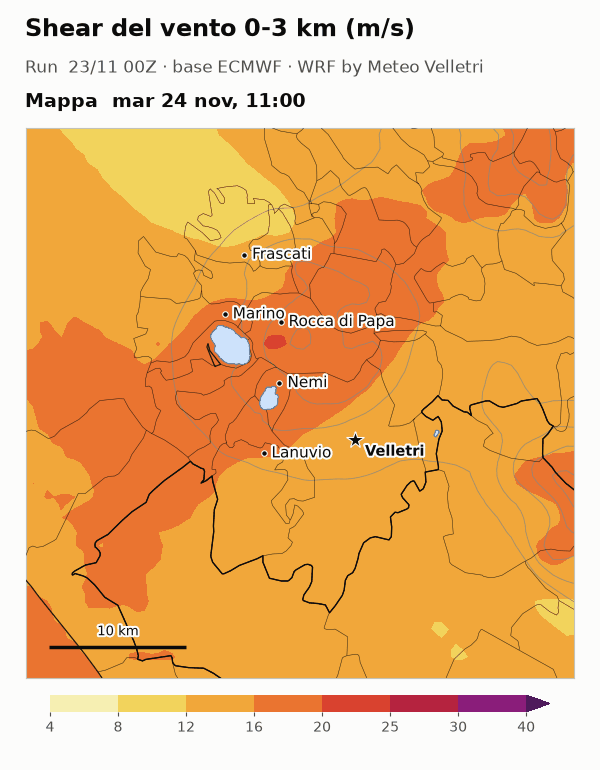 Shear del vento 0-3 km (m/s)
Run  23/11 00Z · base ECMWF · WRF by Meteo Velletri
Mappa  mar 24 nov, 11:00
Frascati
Marino
Rocca di Papa
Nemi
Velletri
Lanuvio
10 km
4 8 12 16 20 25 30 40